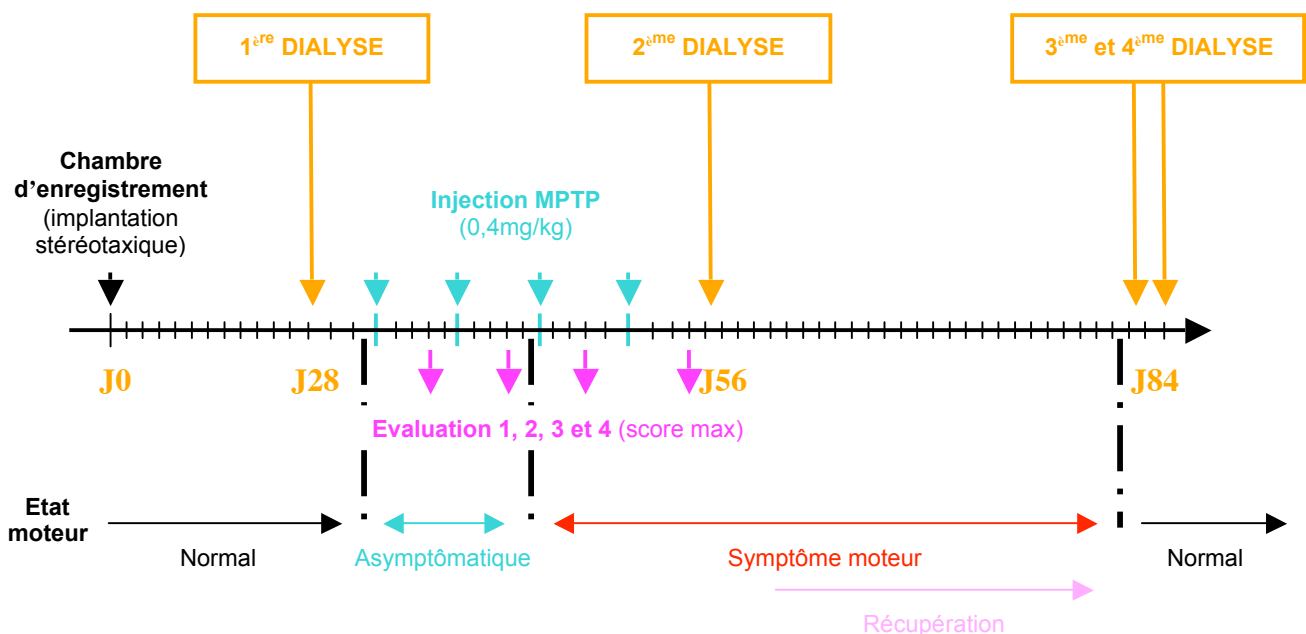 1ère DIALYSE
2ème DIALYSE
3ème et 4ème DIALYSE
Chambre
d'enregistrement
(implantation
stéréotaxique)
Injection MPTP
(0,4mg/kg)
J0
J28
J56
J84
Evaluation 1, 2, 3 et 4 (score max)
Etat
moteur
Normal
Asymptômatique
Symptôme moteur
Normal
Récupération